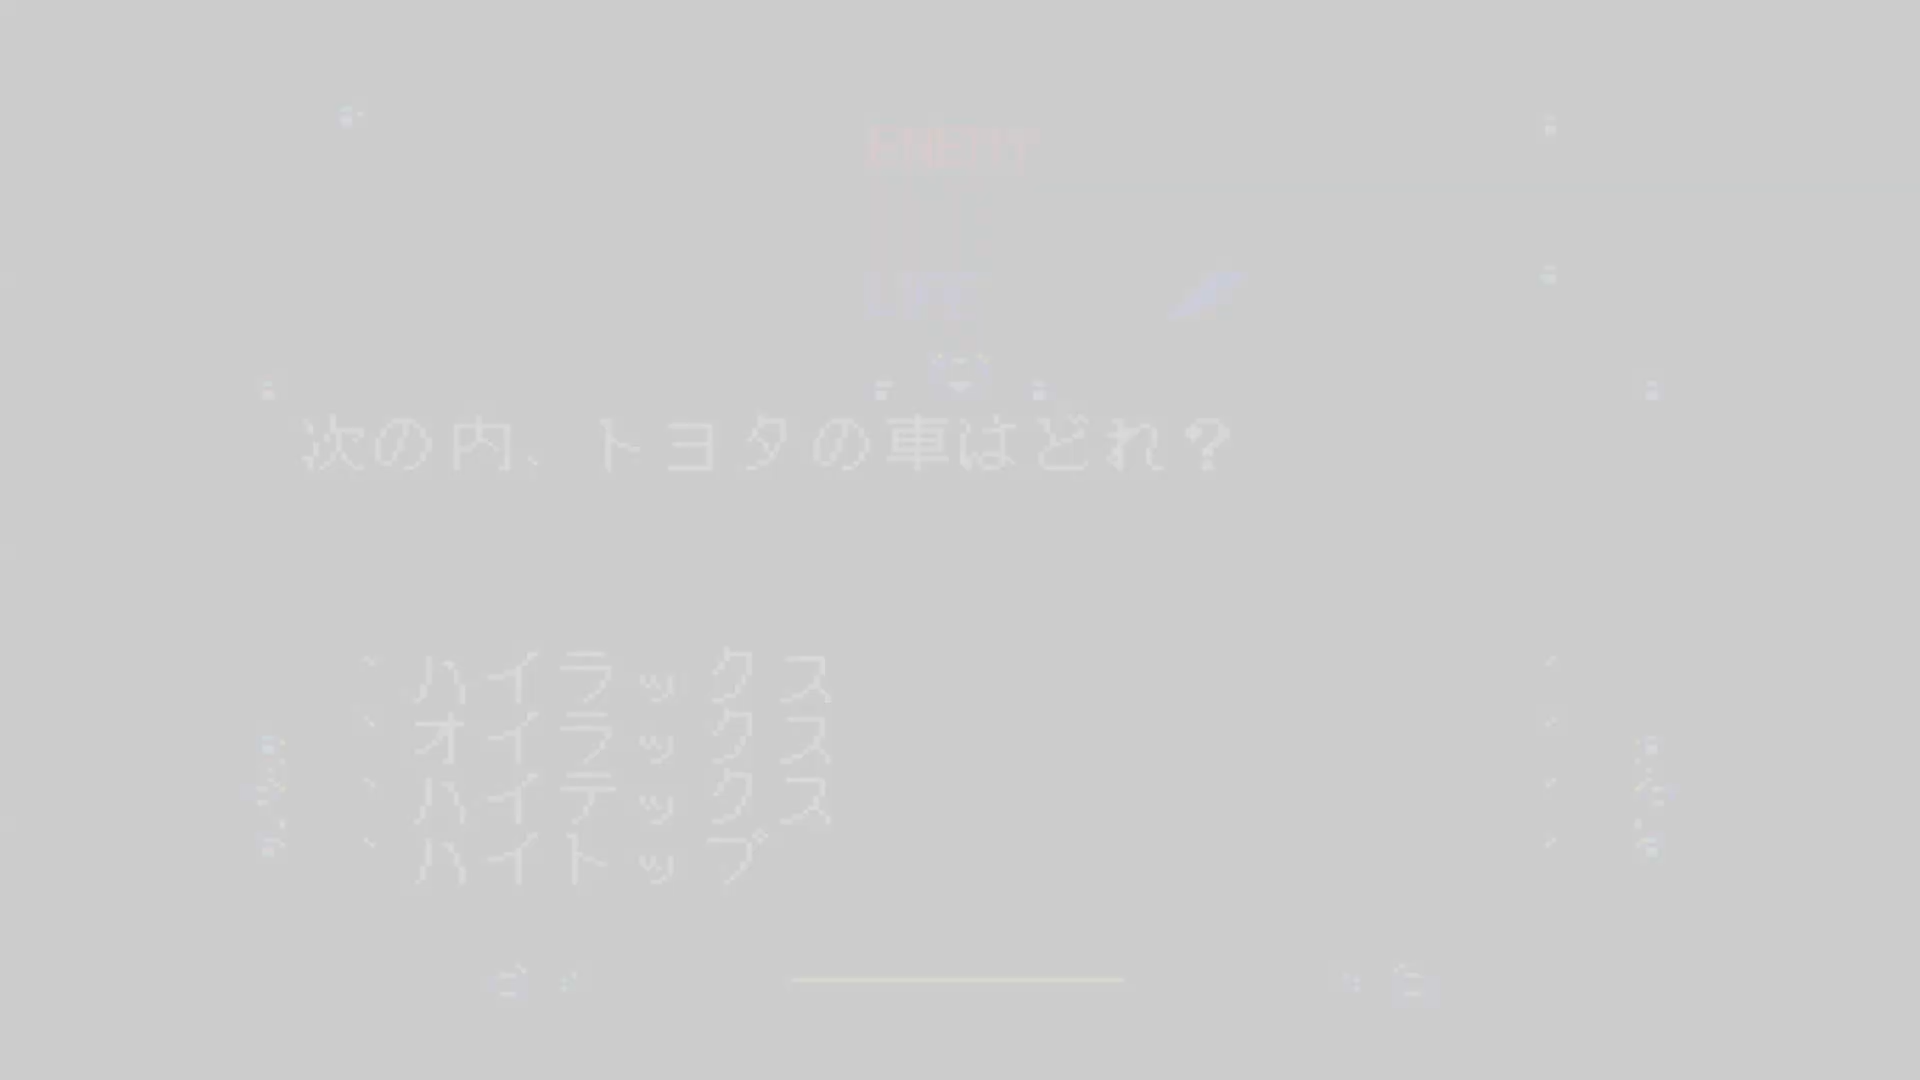 ENEMY
LIFE
次の内、トヨタの車はどれ？
ハイラックス
オイラックス
ハイテックス
ハイトップ